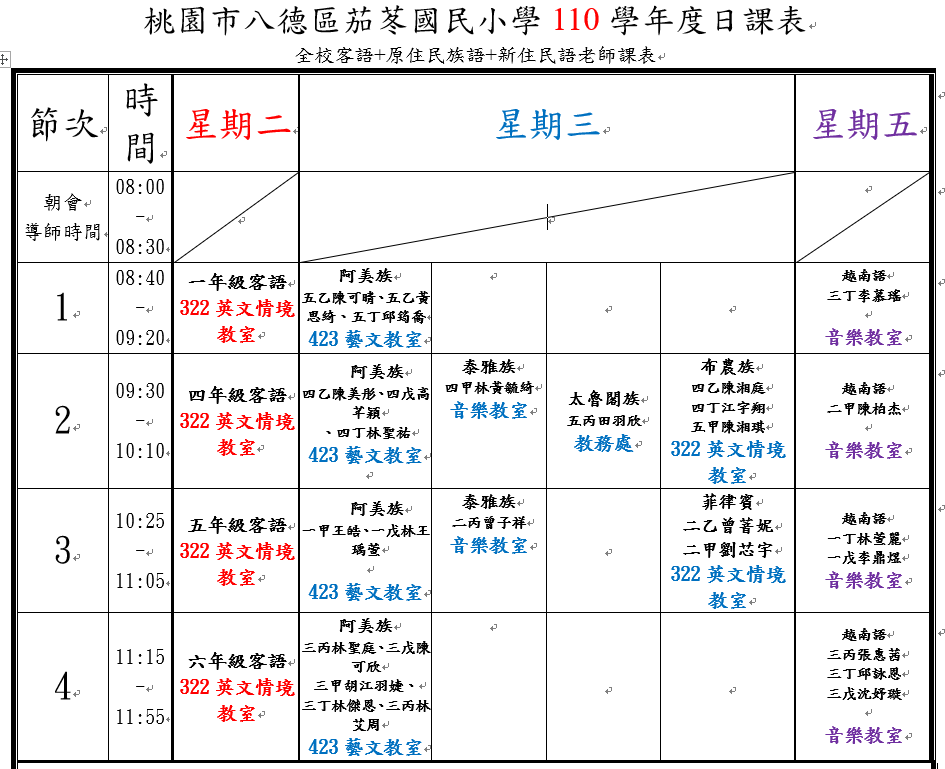 桃園市八德區茄苳國民小學 110 學年度日課表
全校客語+原住民族語+新住民語老師課表
節次
時間
星期二
星期三
星期五
朝會
導師時間
08:00
–
08:30
1
08:40
–
09:20
一年級客語
322 英文情境
教室
阿美族
五乙陳可晴、五乙黃
思綺、五丁邱筠喬
423 藝文教室
越南語
三丁李慕瑤
音樂教室
2
09:30
–
10:10
四年級客語
322 英文情境
教室
阿美族
四乙陳美彤、四戊高
芊穎
、四丁林聖祐
423 藝文教室
泰雅族
四甲林黃毓綺
音樂教室
太魯閣族
五丙田羽欣
教務處
布農族
四乙陳湘庭
四丁江宇翔
五甲陳湘琪
322 英文情境
教室
越南語
二甲陳柏杰
音樂教室
3
10:25
–
11:05
五年級客語
322 英文情境
教室
阿美族
一甲王皓、一戊林王
瑀萱
423 藝文教室
泰雅族
二丙曾子祥
音樂教室
菲律賓
二乙曾菩妮
二甲劉芯宇
322 英文情境
教室
越南語
一丁林萱麗
一戊李鼎煜
音樂教室
4
11:15
–
11:55
六年級客語
322 英文情境
教室
阿美族
三丙林聖庭、三戊陳
可欣
三甲胡江羽婕、
三丁林傑恩、三丙林
艾周
423 藝文教室
越南語
三丙張惠茜
三丁邱詠恩
三戊沈妤璇
音樂教室